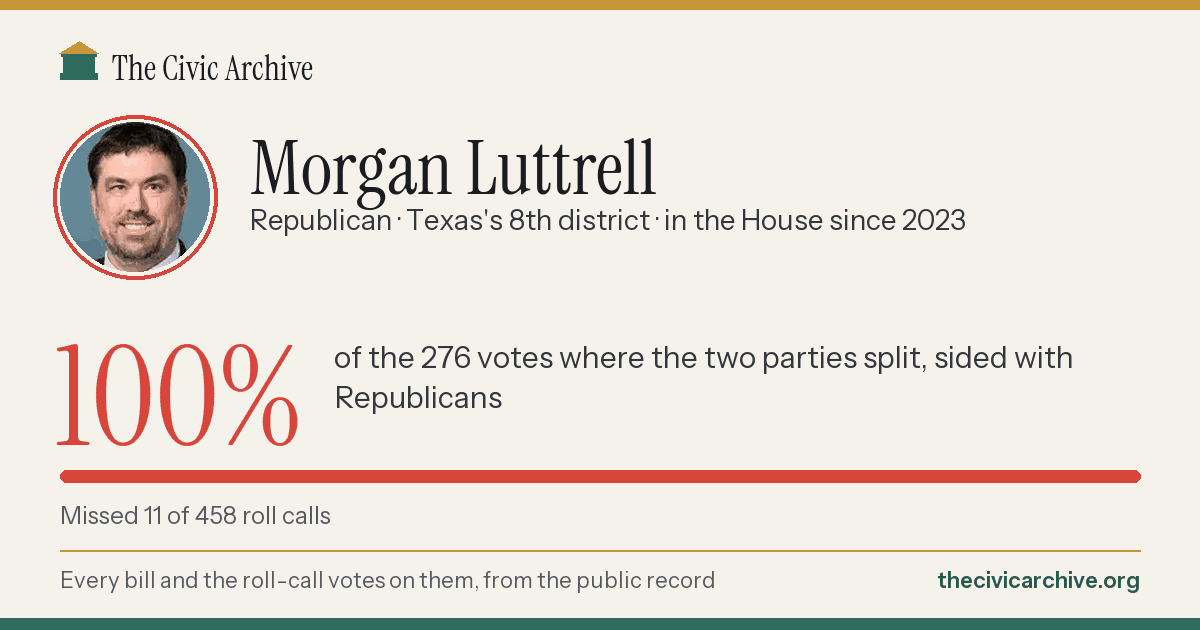 The Civic Archive
Morgan Luttrell
Republican · Texas's 8th district · in the House since 2023
100%
of the 276 votes where the two parties split, sided with
Republicans
Missed 11 of 458 roll calls
Every bill and the roll-call votes on them, from the public record
thecivicarchive.org